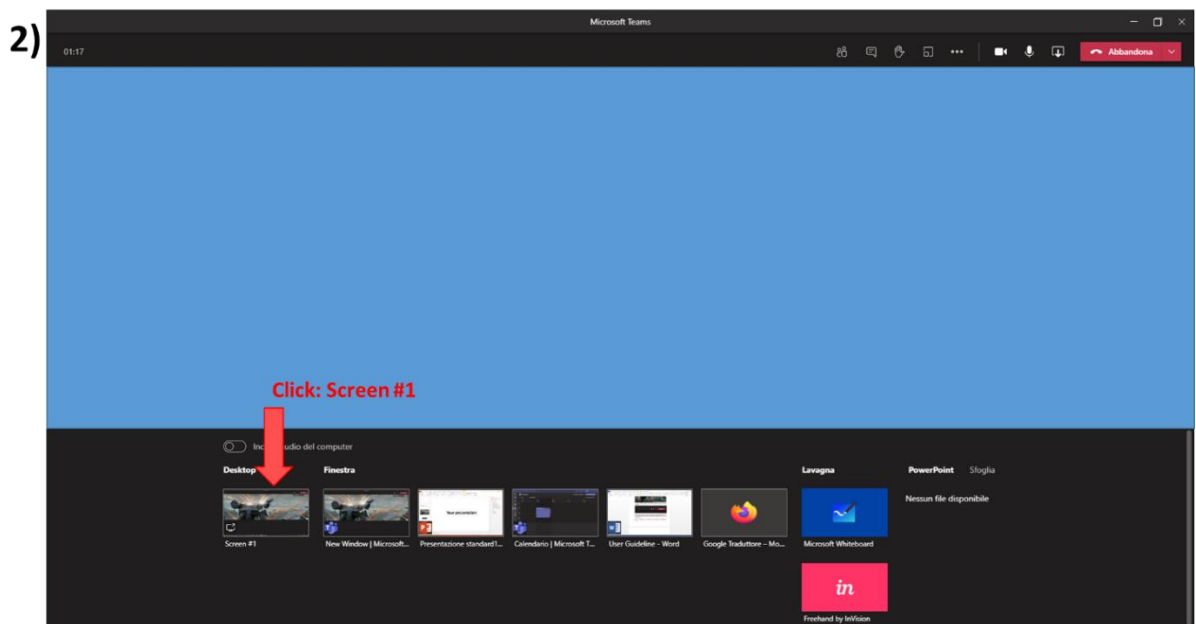 2)
Microsoft Teams
01:17
Abbandona
Click: Screen #1
audio del computer
Desktop
Finestra
Lavagna
PowerPoint
Sfoglia
Nessun file disponibile
Your presentation
Screen #1
New Window | Microsoft...
Presentazione standard1...
Calendario | Microsoft T...
User Guideline - Word
Google Traduttore – Mo...
Microsoft Whiteboard
in
Freehand by InVision